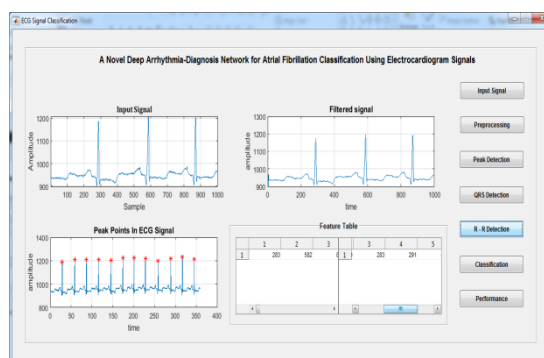 ECG Signal Classification
A Novel Deep Arrhythmia-Diagnosis Network for Atrial Fibrillation Classification Using Electrocardiogram Signals
Input Signal
Amplitude
1200
1100
1000
900
100 200 300 400 500 600 700 800 900 1000
Sample
Filtered signal
amplitude
1300
1200
1100
1000
900
0 200 400 600 800 1000
time
Peak Points In ECG Signal
amplitude
1400
1200
1000
800
0 50 100 150 200 250 300 350 400
time
Feature Table
1 2 3 3 4 5
1 283 582 1 283 291
Input Signal
Preprocessing
Peak Detection
QRS Detection
R - R Detection
Classification
Performance